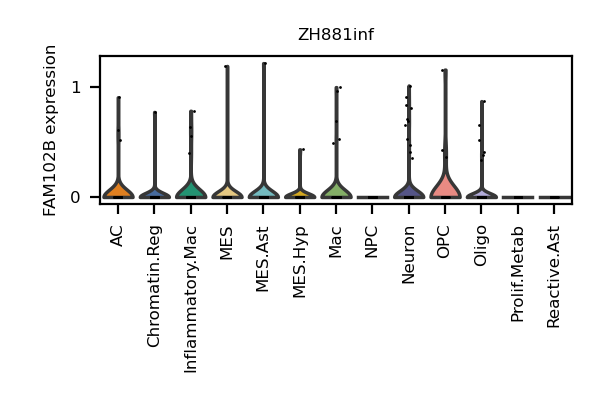 ZH881inf
FAM102B expression
1
0
AC
Chromatin.Reg
Inflammatory.Mac
MES
MES.Ast
MES.Hyp
Mac
NPC
Neuron
OPC
Oligo
Prolif.Metab
Reactive.Ast